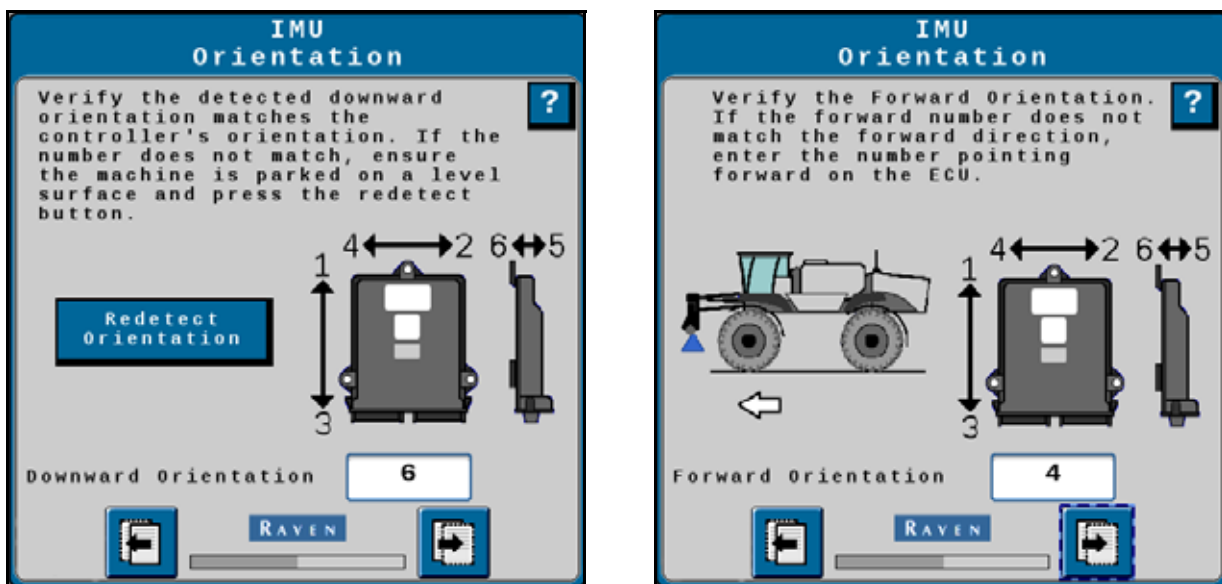 IMU
Orientation
Verify the detected downward
orientation matches the
controller's orientation. If the
number does not match, ensure
the machine is parked on a level
surface and press the redetect
button.
?
4 2 6 5
1
Redetect
Orientation
3
Downward Orientation 6
RAVEN
IMU
Orientation
Verify the Forward Orientation.
If the forward number does not
match the forward direction,
enter the number pointing
forward on the ECU.
?
4 2 6 5
1
3
Forward Orientation 4
RAVEN